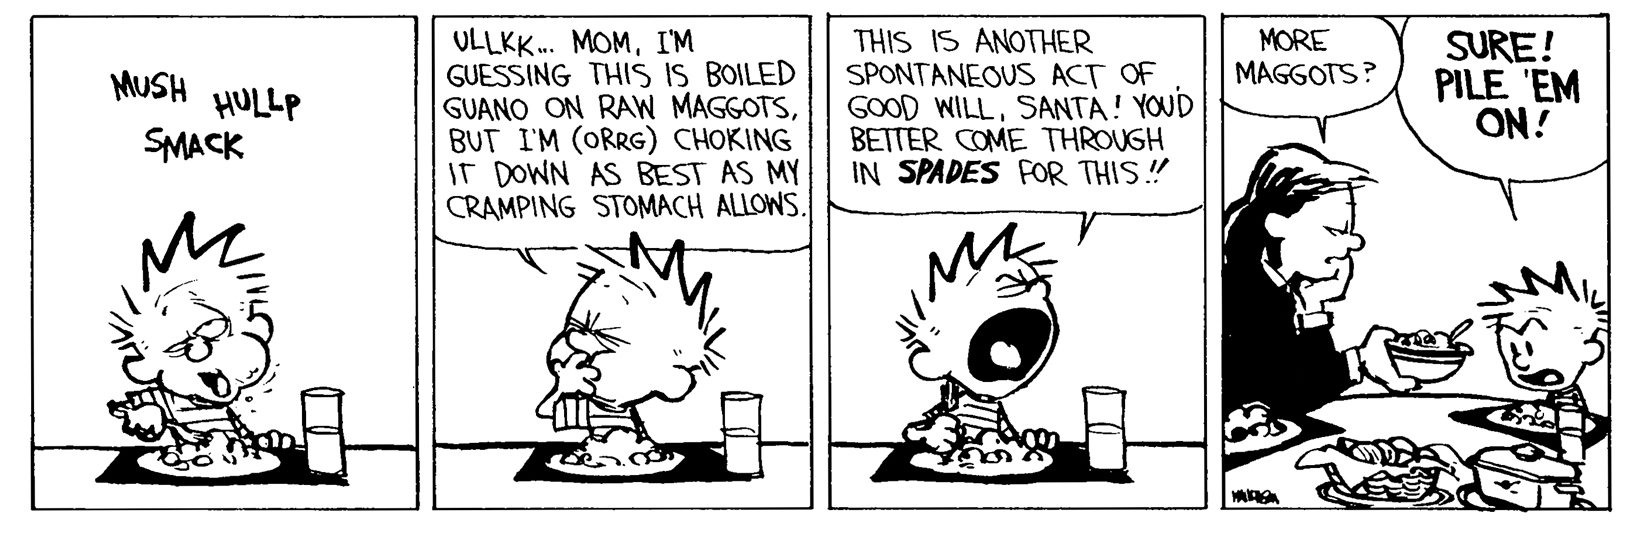 MUSH
HULLP
SMACK
ULLKK... MOM, I'M
GUESSING THIS IS BOILED
GUANO ON RAW MAGGOTS,
BUT I'M (ORRG) CHOKING
IT DOWN AS BEST AS MY
CRAMPING STOMACH ALLOWS.
THIS IS ANOTHER
SPONTANEOUS ACT OF
GOOD WILL, SANTA! YOU'D
BETTER COME THROUGH
IN SPADES FOR THIS!!
MORE
MAGGOTS?
SURE!
PILE 'EM
ON!